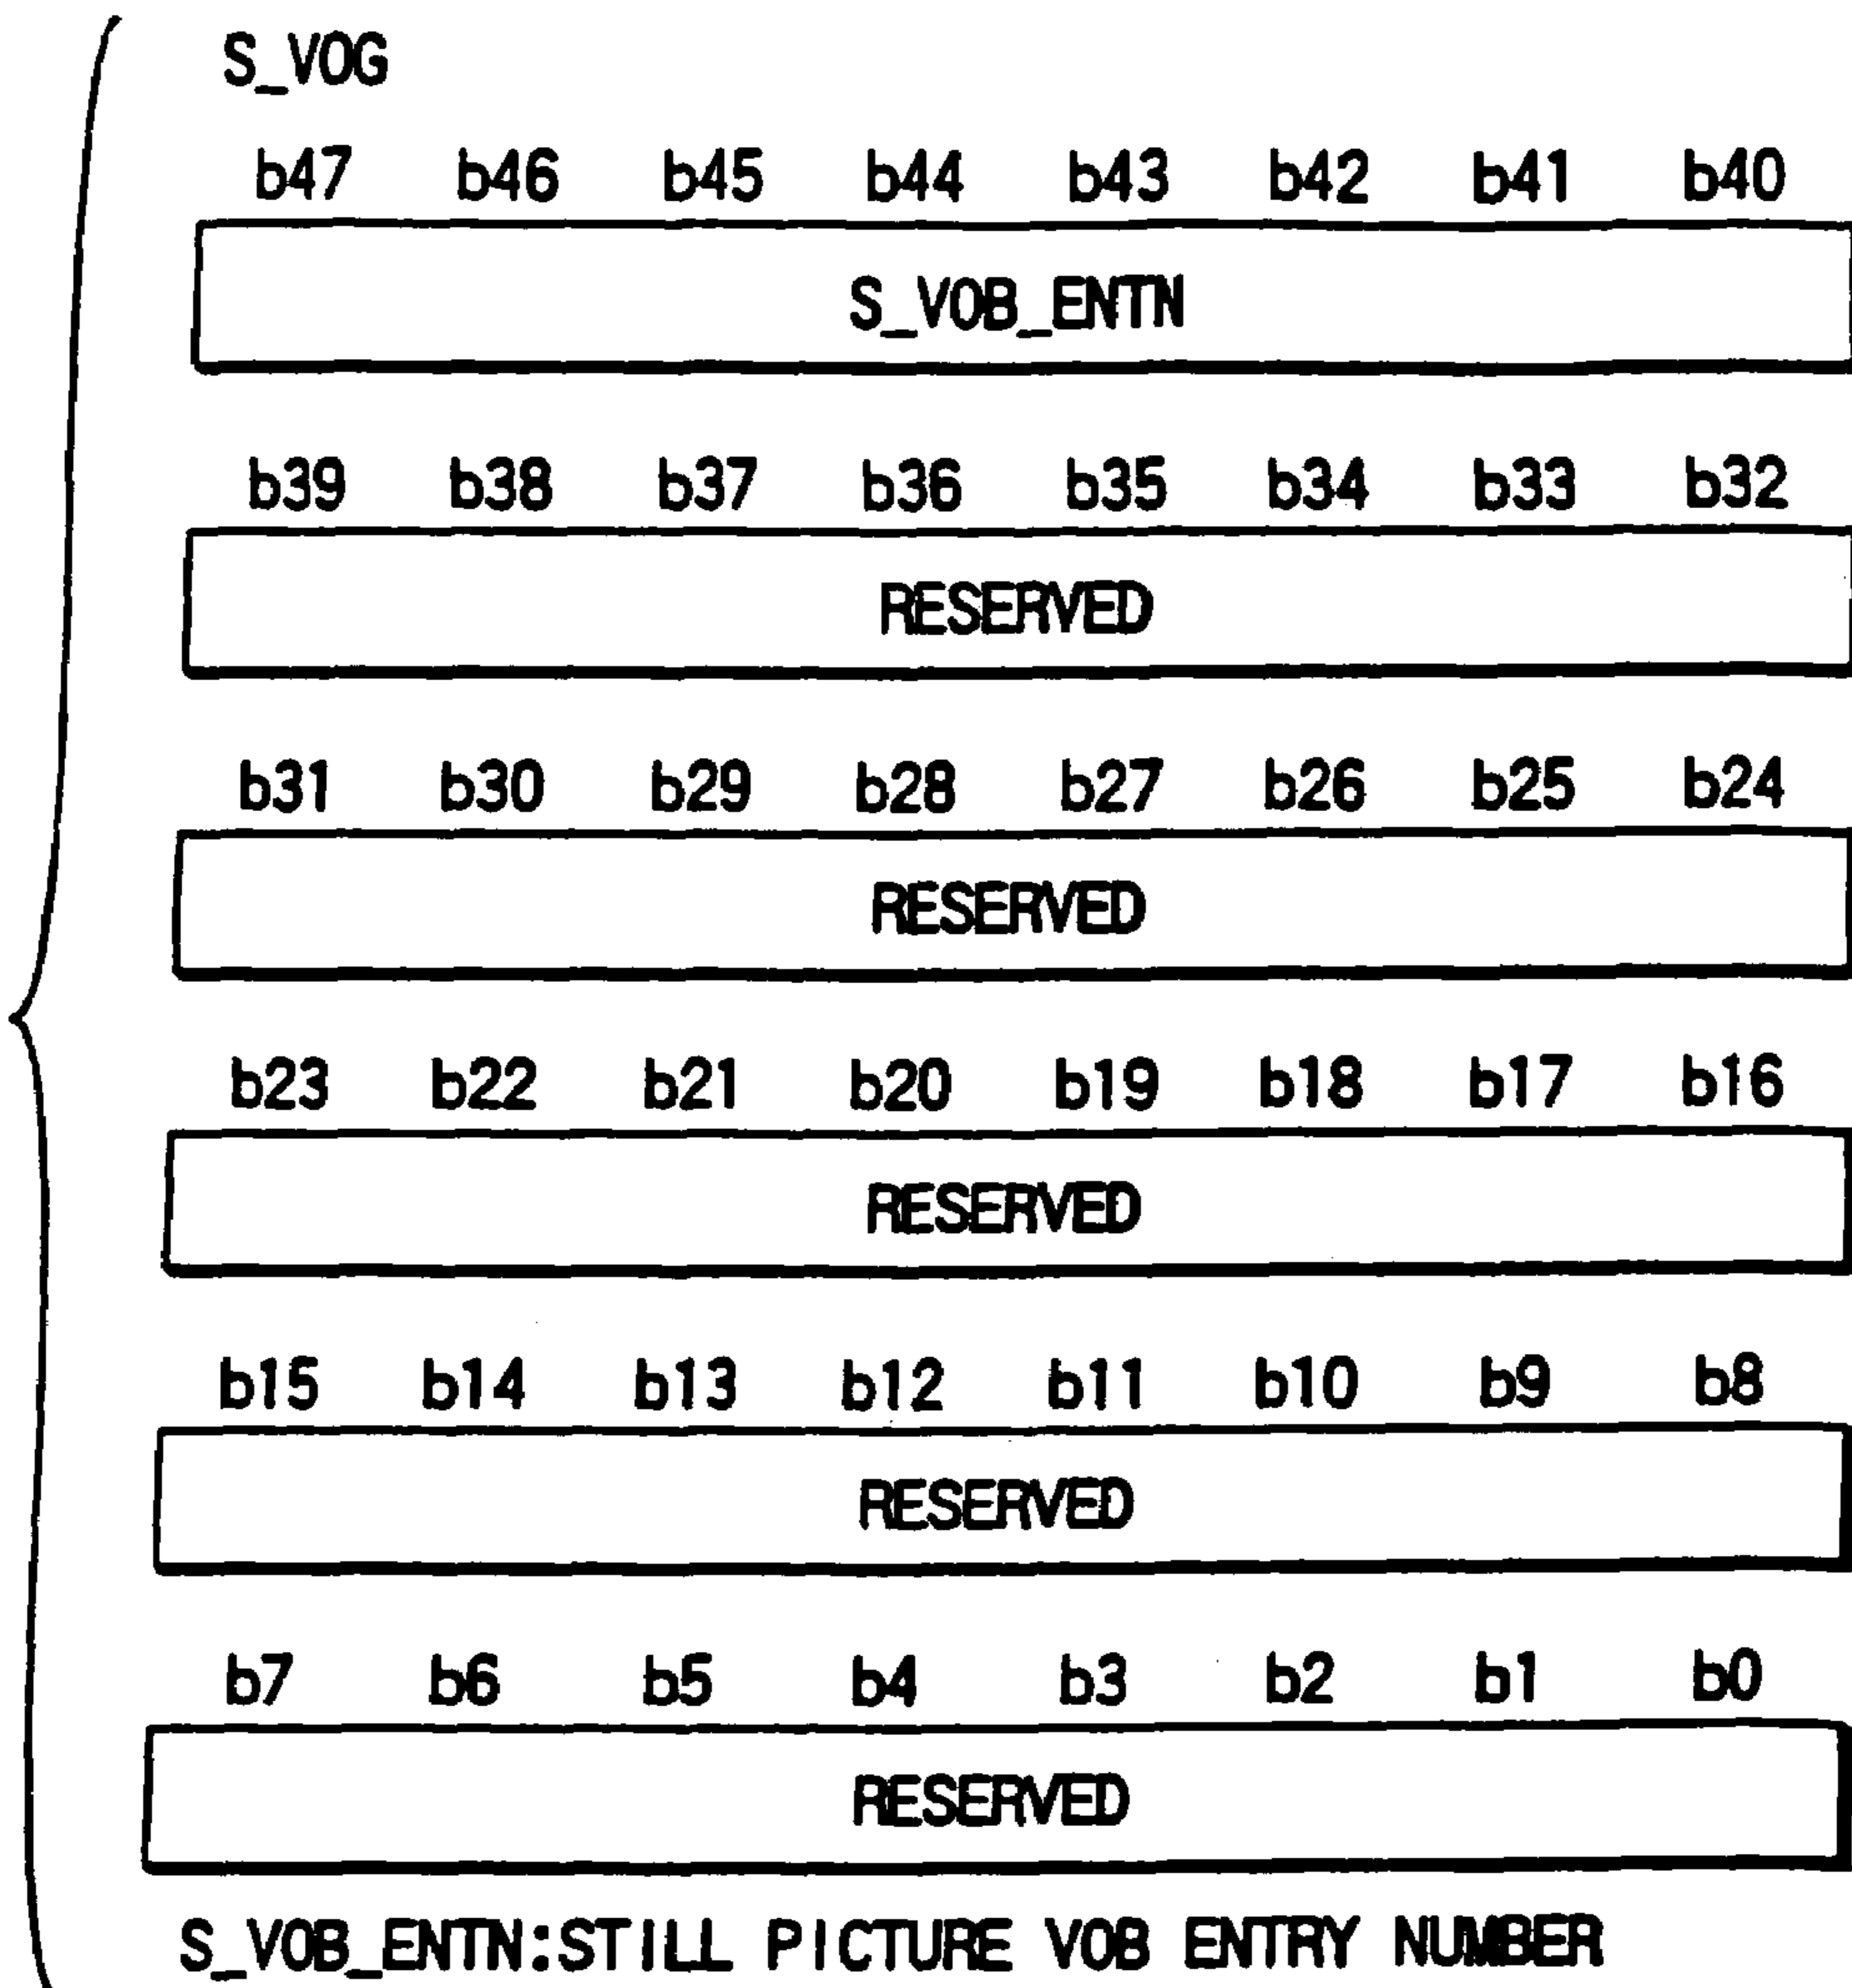 S_VOG
b47 b46 b45 b44 b43 b42 b41 b40
S_VOB_ENTN
b39 b38 b37 b36 b35 b34 b33 b32
RESERVED
b31 b30 b29 b28 b27 b26 b25 b24
RESERVED
b23 b22 b21 b20 b19 b18 b17 b16
RESERVED
b15 b14 b13 b12 b11 b10 b9 b8
RESERVED
b7 b6 b5 b4 b3 b2 b1 b0
RESERVED
S_VOB_ENTN:STILL PICTURE VOB ENTRY NUMBER